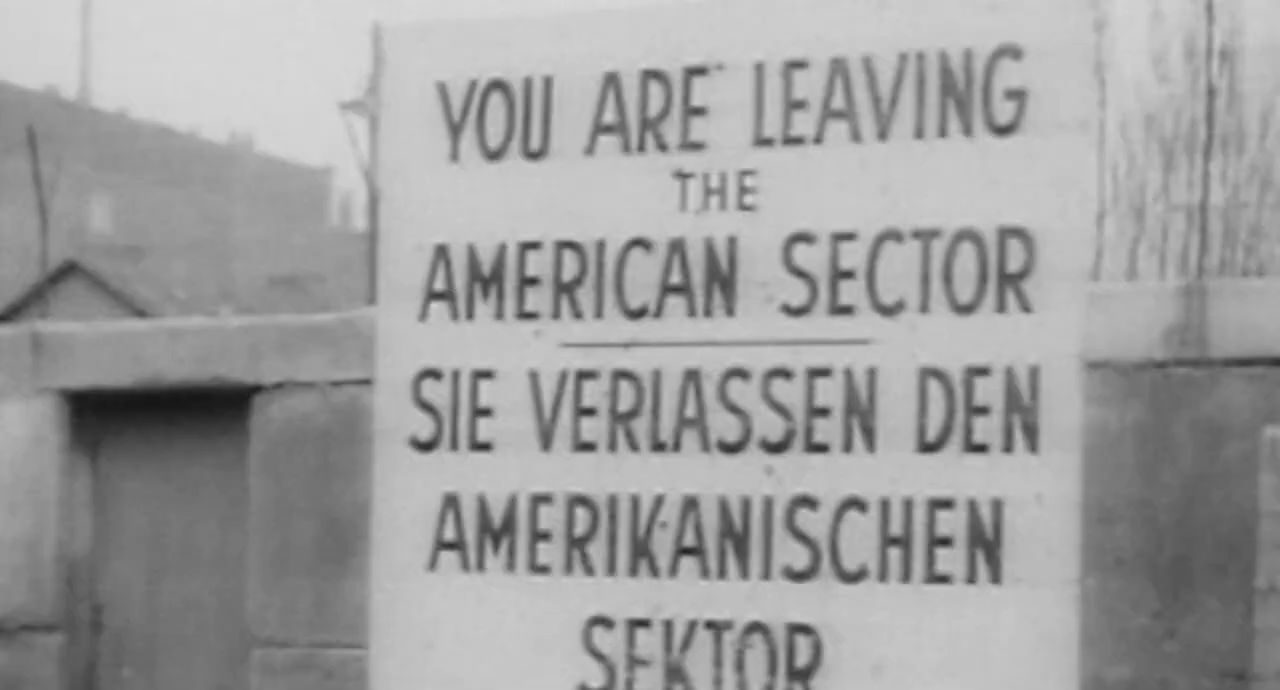 YOU ARE LEAVING
THE
AMERICAN SECTOR
SIE VERLASSEN DEN
AMERIKANISCHEN
SEKTOR